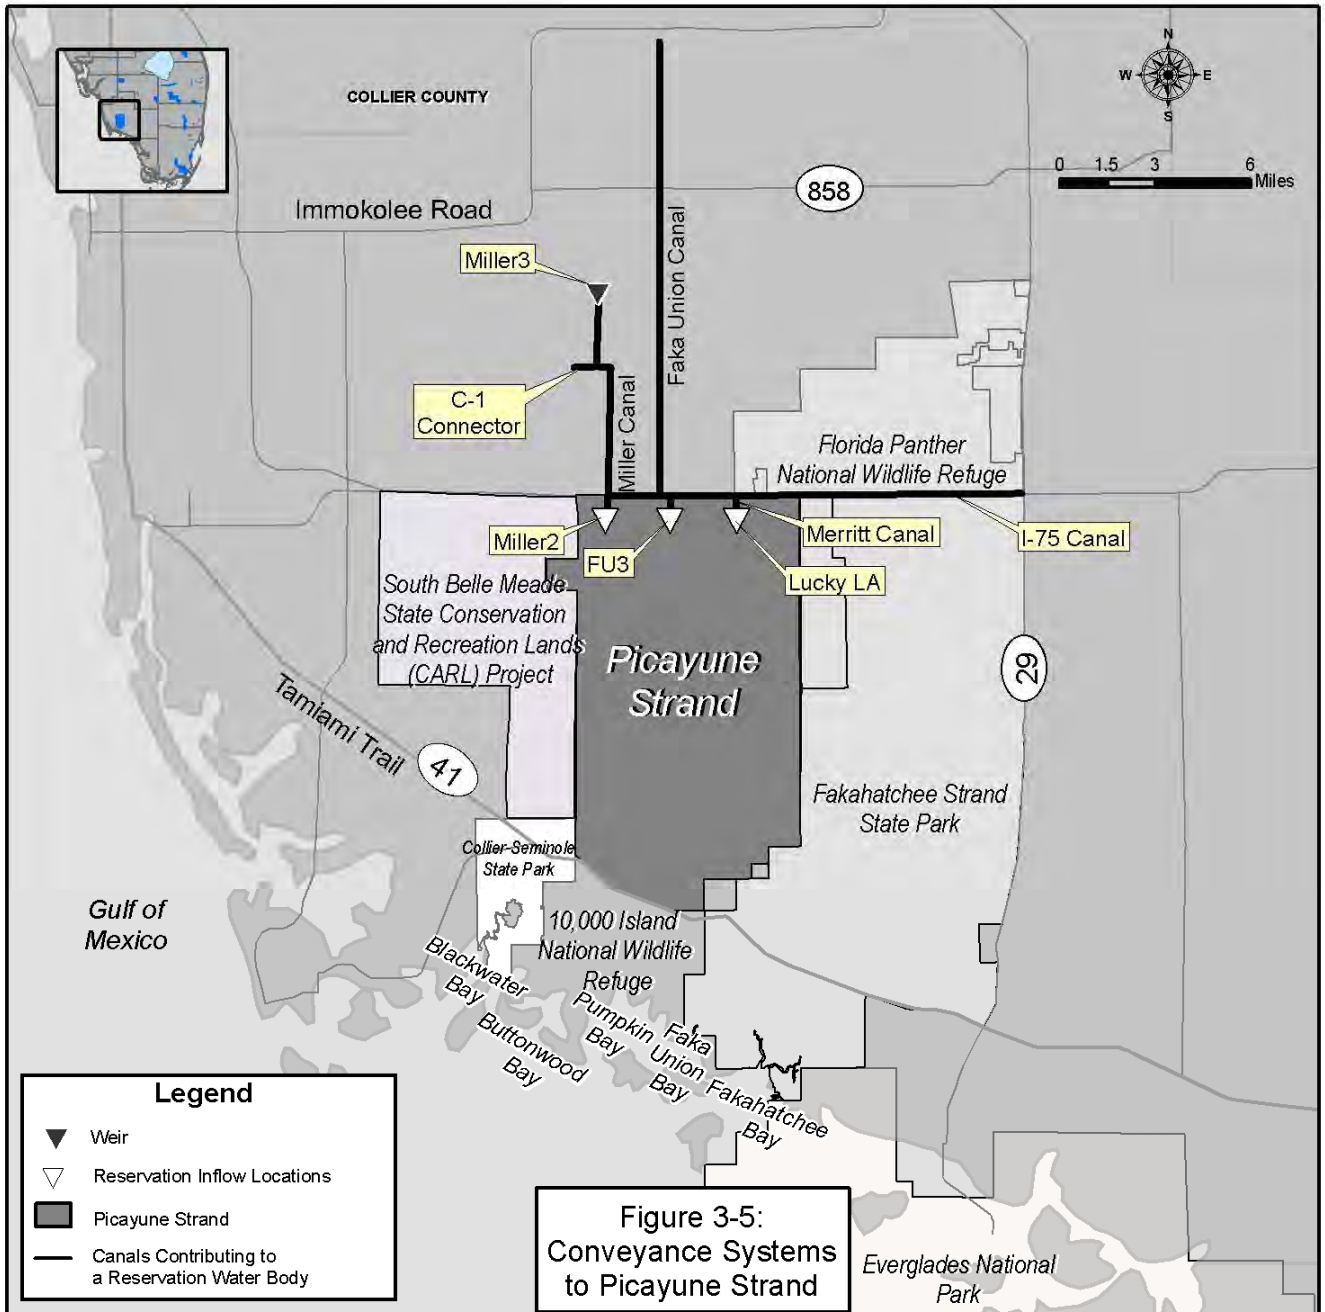 COLLIER COUNTY
N
W
E
S
0 1.5 3 6
Miles
858
Immokolee Road
Miller3
Faka Union Canal
C-1
Connector
Miller Canal
Florida Panther
National Wildlife Refuge
Miller2
FU3
Merritt Canal
I-75 Canal
Lucky LA
South Belle Meade
State Conservation
and Recreation Lands
(CARL) Project
Picayune
Strand
29
Tamiami Trail
41
Fakahatchee Strand
State Park
Collier-Seminole
State Park
Gulf of
Mexico
10,000 Island
National Wildlife
Refuge
Blackwater
Bay
Buttonwood
Bay
Pumpkin
Bay
Faka
Union
Bay
Fakahatchee
Bay
Legend
Weir
Reservation Inflow Locations
Picayune Strand
Canals Contributing to
a Reservation Water Body
Figure 3-5:
Conveyance Systems
to Picayune Strand
Everglades National
Park